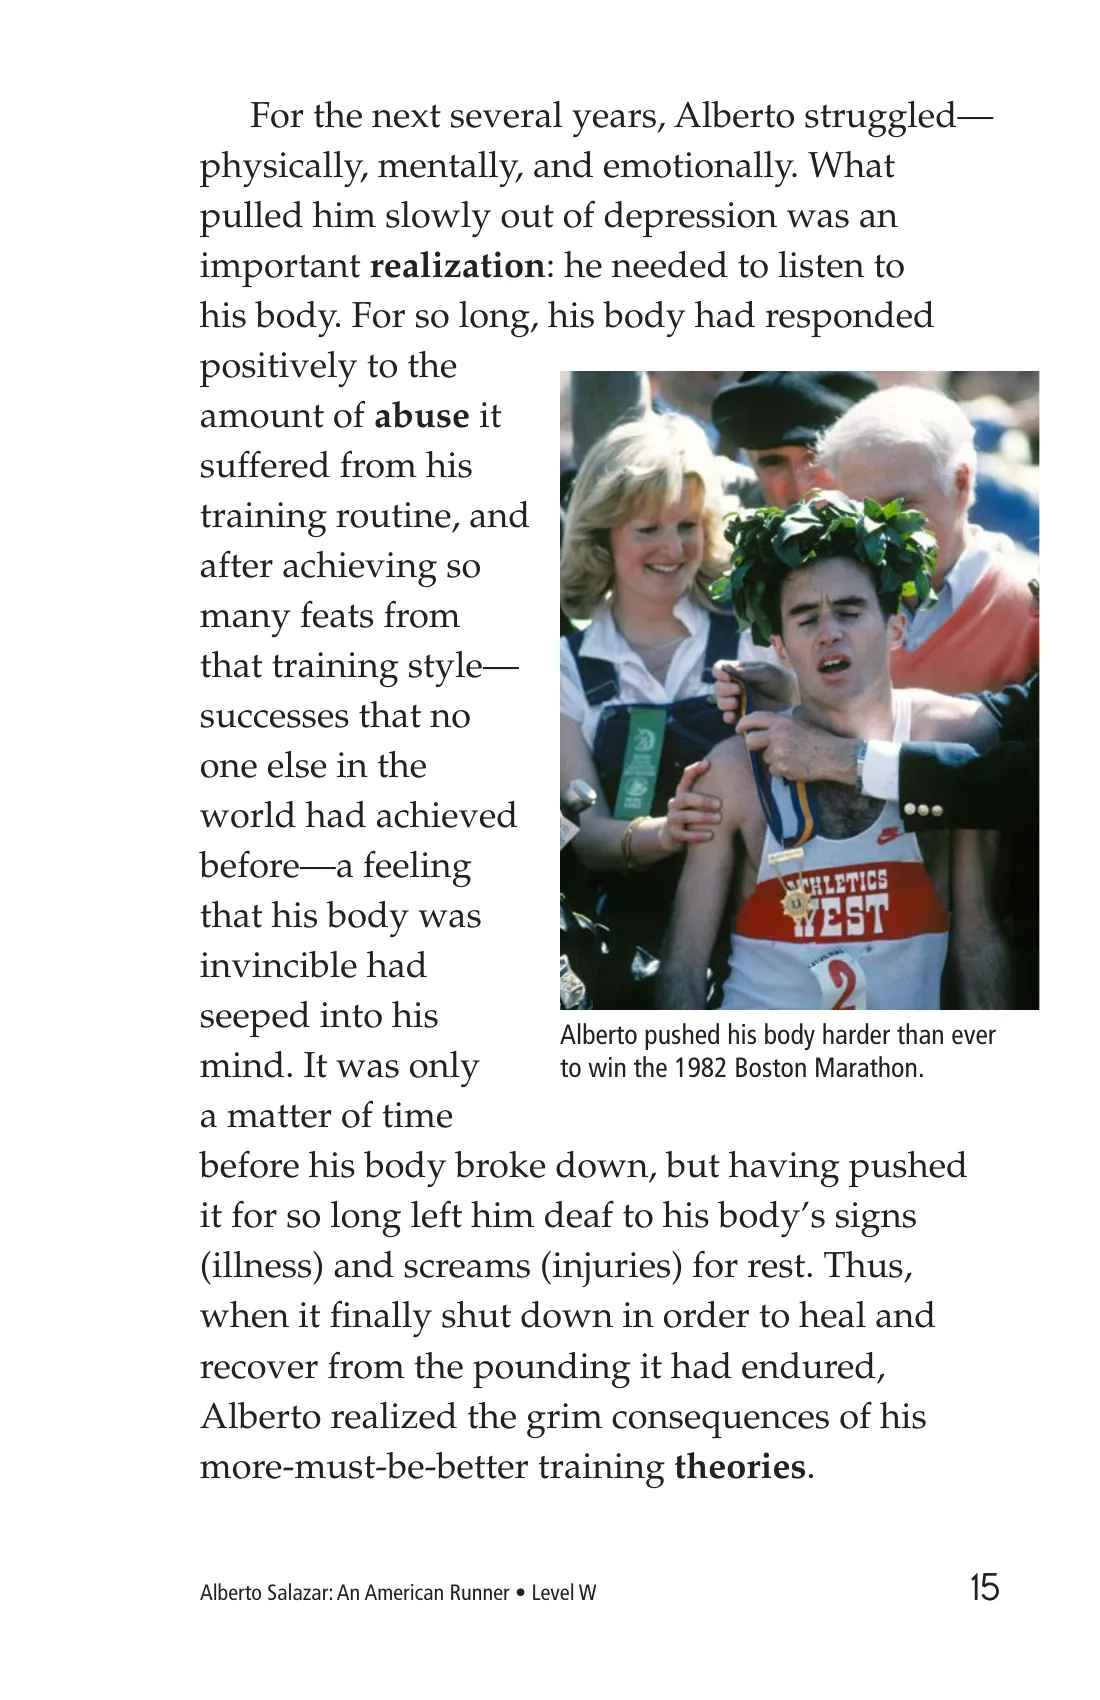 For the next several years, Alberto struggled—
physically, mentally, and emotionally. What
pulled him slowly out of depression was an
important realization: he needed to listen to
his body. For so long, his body had responded
positively to the
amount of abuse it
suffered from his
training routine, and
after achieving so
many feats from
that training style—
successes that no
one else in the
world had achieved
before—a feeling
that his body was
invincible had
seeped into his
mind. It was only
a matter of time
before his body broke down, but having pushed
it for so long left him deaf to his body’s signs
(illness) and screams (injuries) for rest. Thus,
when it finally shut down in order to heal and
recover from the pounding it had endured,
Alberto realized the grim consequences of his
more-must-be-better training theories.
ATHLETICS
WEST
2
Alberto pushed his body harder than ever
to win the 1982 Boston Marathon.
Alberto Salazar: An American Runner • Level W
15